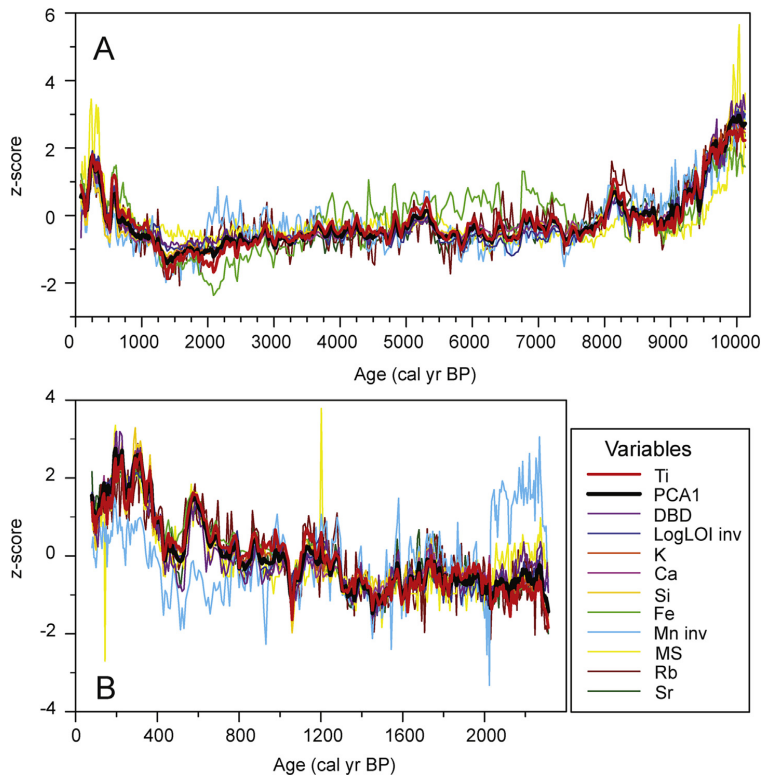 A
6
4
2
0
-2
z-score
0 1000 2000 3000 4000 5000 6000 7000 8000 9000 10000
Age (cal yr BP)
B
4
2
0
-2
-4
z-score
0 400 800 1200 1600 2000
Age (cal yr BP)
Variables
Ti
PCA1
DBD
LogLOI inv
K
Ca
Si
Fe
Mn inv
MS
Rb
Sr